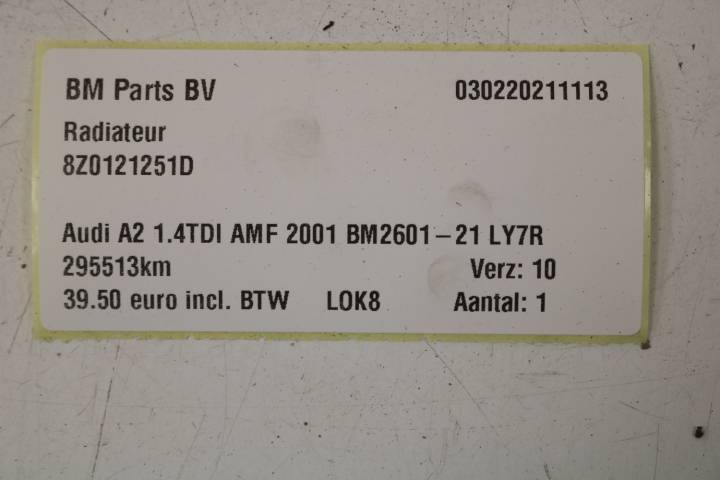 BM Parts BV 030220211113
Radiateur
8Z0121251D
Audi A2 1.4TDI AMF 2001 BM2601-21 LY7R
295513km Verz: 10
39.50 euro incl. BTW LOK8 Aantal: 1